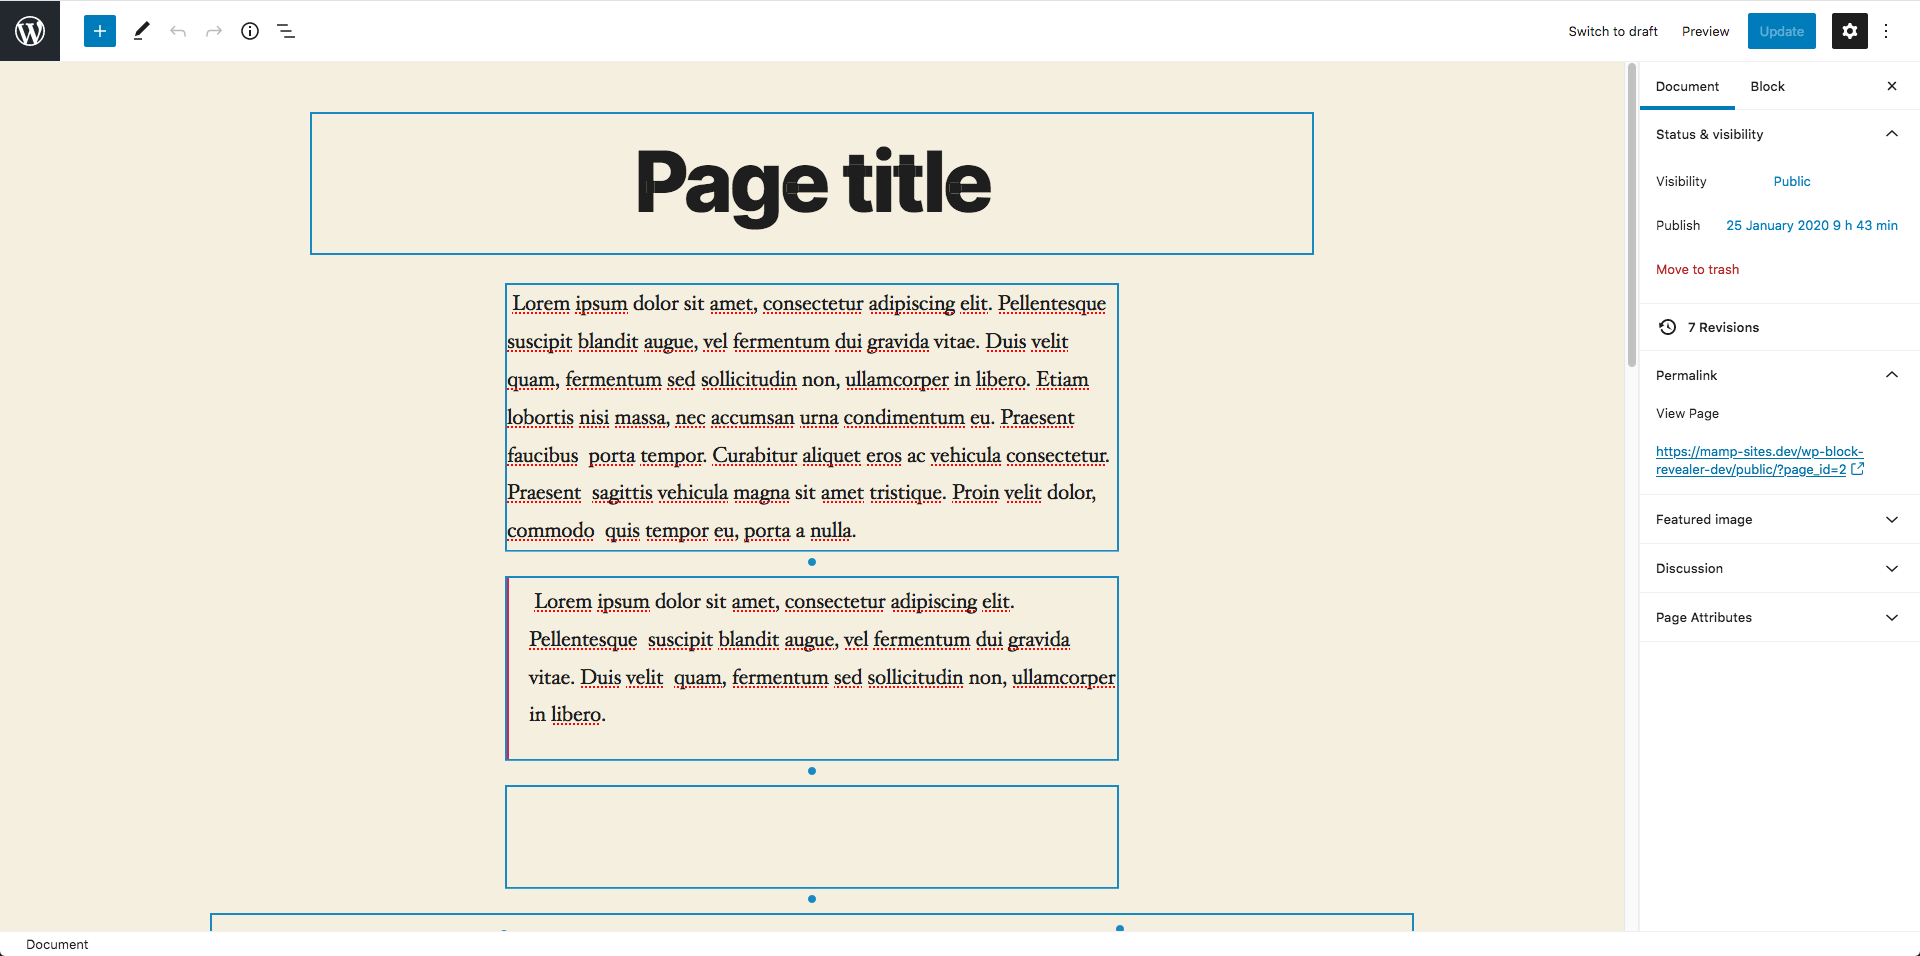 Switch to draft
Preview
Update
Page title
Lorem ipsum dolor sit amet, consectetur adipiscing elit. Pellentesque
suscipit blandit augue, vel fermentum dui gravida vitae. Duis velit
quam, fermentum sed sollicitudin non, ullamcorper in libero. Etiam
lobortis nisi massa, nec accumsan urna condimentum eu. Praesent
faucibus porta tempor. Curabitur aliquet eros ac vehicula consectetur.
Praesent sagittis vehicula magna sit amet tristique. Proin velit dolor,
commodo quis tempor eu, porta a nulla.
Lorem ipsum dolor sit amet, consectetur adipiscing elit.
Pellentesque suscipit blandit augue, vel fermentum dui gravida
vitae. Duis velit quam, fermentum sed sollicitudin non, ullamcorper
in libero.
Document
Block
Status & visibility
Visibility
Public
Publish
25 January 2020 9 h 43 min
Move to trash
7 Revisions
Permalink
View Page
https://mamp-sites.dev/wp-block-
revealer-dev/public/?page_id=2
Featured image
Discussion
Page Attributes
Document